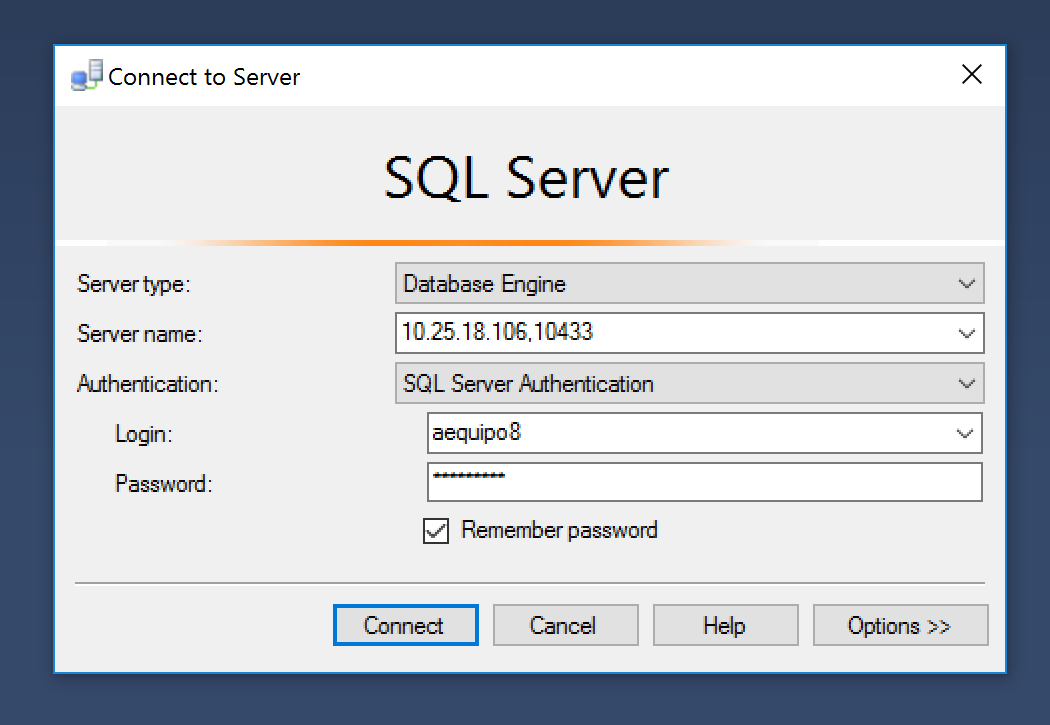 Connect to Server
SQL Server
Server type: Database Engine
Server name: 10.25.18.106,10433
Authentication: SQL Server Authentication
Login: aequipo8
Password: *********
Remember password
Connect Cancel Help Options >>